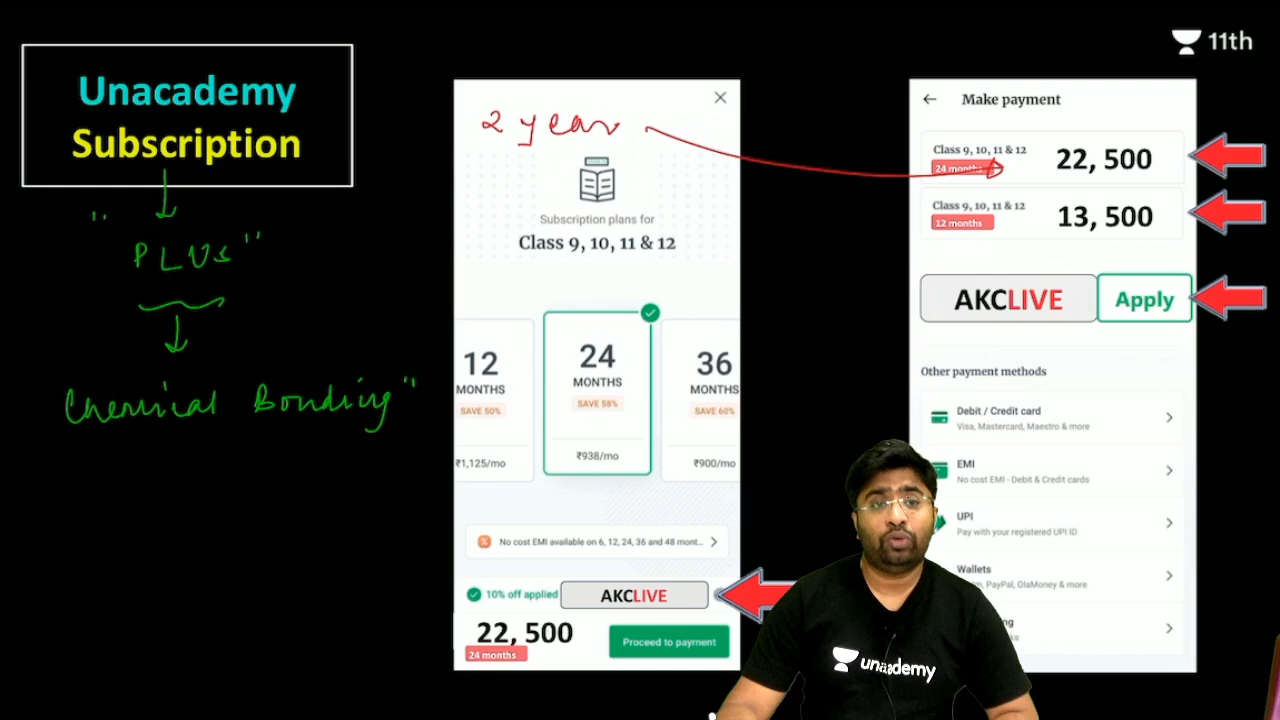 Unacademy
Subscription
" PLUS "
Chemical Bonding"
2 year
Subscription plans for
Class 9, 10, 11 & 12
12
MONTHS
SAVE 50%
₹1,125/mo
24
MONTHS
SAVE 58%
₹938/mo
36
MONTHS
SAVE 60%
₹900/mo
No cost EMI available on 6, 12, 24, 36 and 48 mont...
10% off applied
AKCLIVE
22, 500
24 months
Proceed to payment
11th
Make payment
Class 9, 10, 11 & 12
24 months
22, 500
Class 9, 10, 11 & 12
12 months
13, 500
AKCLIVE
Apply
Other payment methods
Debit / Credit card
Visa, Mastercard, Maestro & more
EMI
No cost EMI - Debit & Credit cards
UPI
Pay with your registered UPI ID
Wallets
PayPal, OlaMoney & more
unacademy